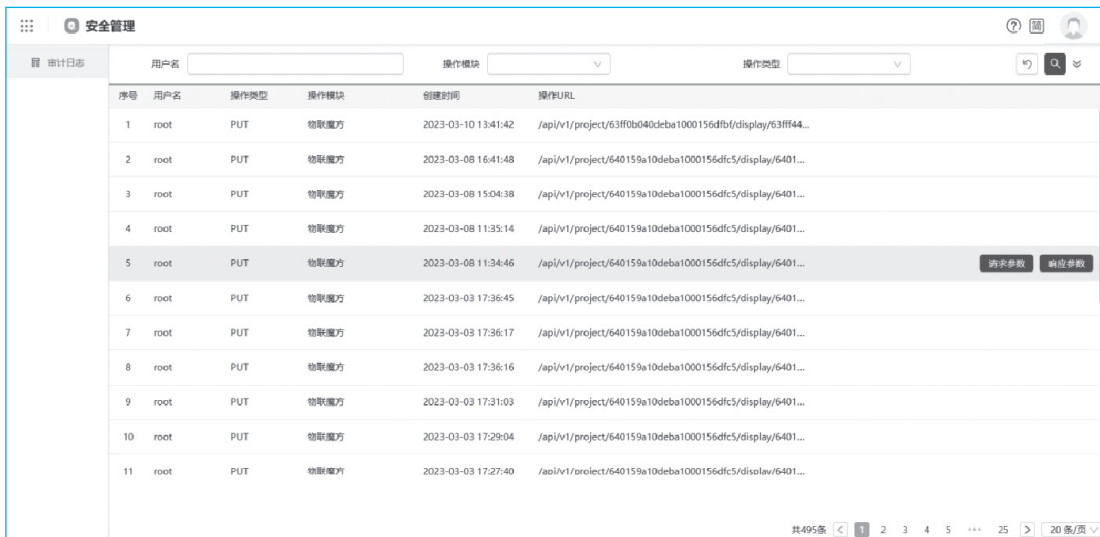 安全管理
简
审计日志
用户名 操作模块 操作类型
序号 用户名 操作类型 操作模块 创建时间 操作URL
1 root PUT 物联魔方 2023-03-10 13:41:42 /api/v1/project/63ff0b040deba1000156dfbf/display/63fff44...
2 root PUT 物联魔方 2023-03-08 16:41:48 /api/v1/project/640159a10deba1000156dfc5/display/6401...
3 root PUT 物联魔方 2023-03-08 15:04:38 /api/v1/project/640159a10deba1000156dfc5/display/6401...
4 root PUT 物联魔方 2023-03-08 11:35:14 /api/v1/project/640159a10deba1000156dfc5/display/6401...
5 root PUT 物联魔方 2023-03-08 11:34:46 /api/v1/project/640159a10deba1000156dfc5/display/6401... 请求参数 响应参数
6 root PUT 物联魔方 2023-03-03 17:36:45 /api/v1/project/640159a10deba1000156dfc5/display/6401...
7 root PUT 物联魔方 2023-03-03 17:36:17 /api/v1/project/640159a10deba1000156dfc5/display/6401...
8 root PUT 物联魔方 2023-03-03 17:36:16 /api/v1/project/640159a10deba1000156dfc5/display/6401...
9 root PUT 物联魔方 2023-03-03 17:31:03 /api/v1/project/640159a10deba1000156dfc5/display/6401...
10 root PUT 物联魔方 2023-03-03 17:29:04 /api/v1/project/640159a10deba1000156dfc5/display/6401...
11 root PUT 物联魔方 2023-03-03 17:27:40 /api/v1/project/640159a10deba1000156dfc5/display/6401...
共495条 < 1 2 3 4 5 ••• 25 > 20 条/页